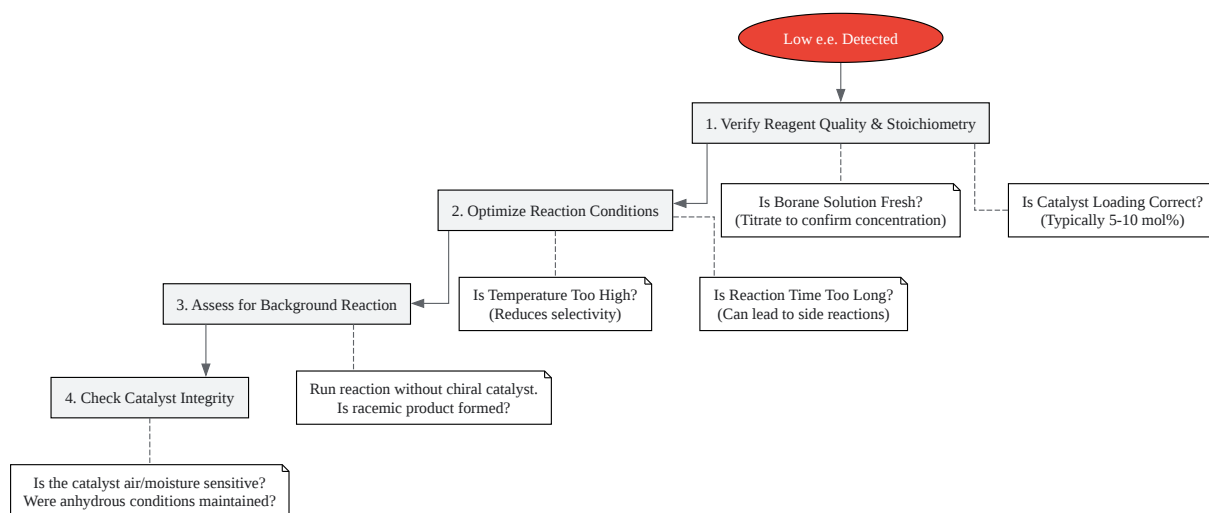 Low e.e. Detected
1. Verify Reagent Quality & Stoichiometry
Is Borane Solution Fresh?
(Titrate to confirm concentration)
Is Catalyst Loading Correct?
(Typically 5-10 mol%)
2. Optimize Reaction Conditions
Is Temperature Too High?
(Reduces selectivity)
Is Reaction Time Too Long?
(Can lead to side reactions)
3. Assess for Background Reaction
Run reaction without chiral catalyst.
Is racemic product formed?
4. Check Catalyst Integrity
Is the catalyst air/moisture sensitive?
Were anhydrous conditions maintained?